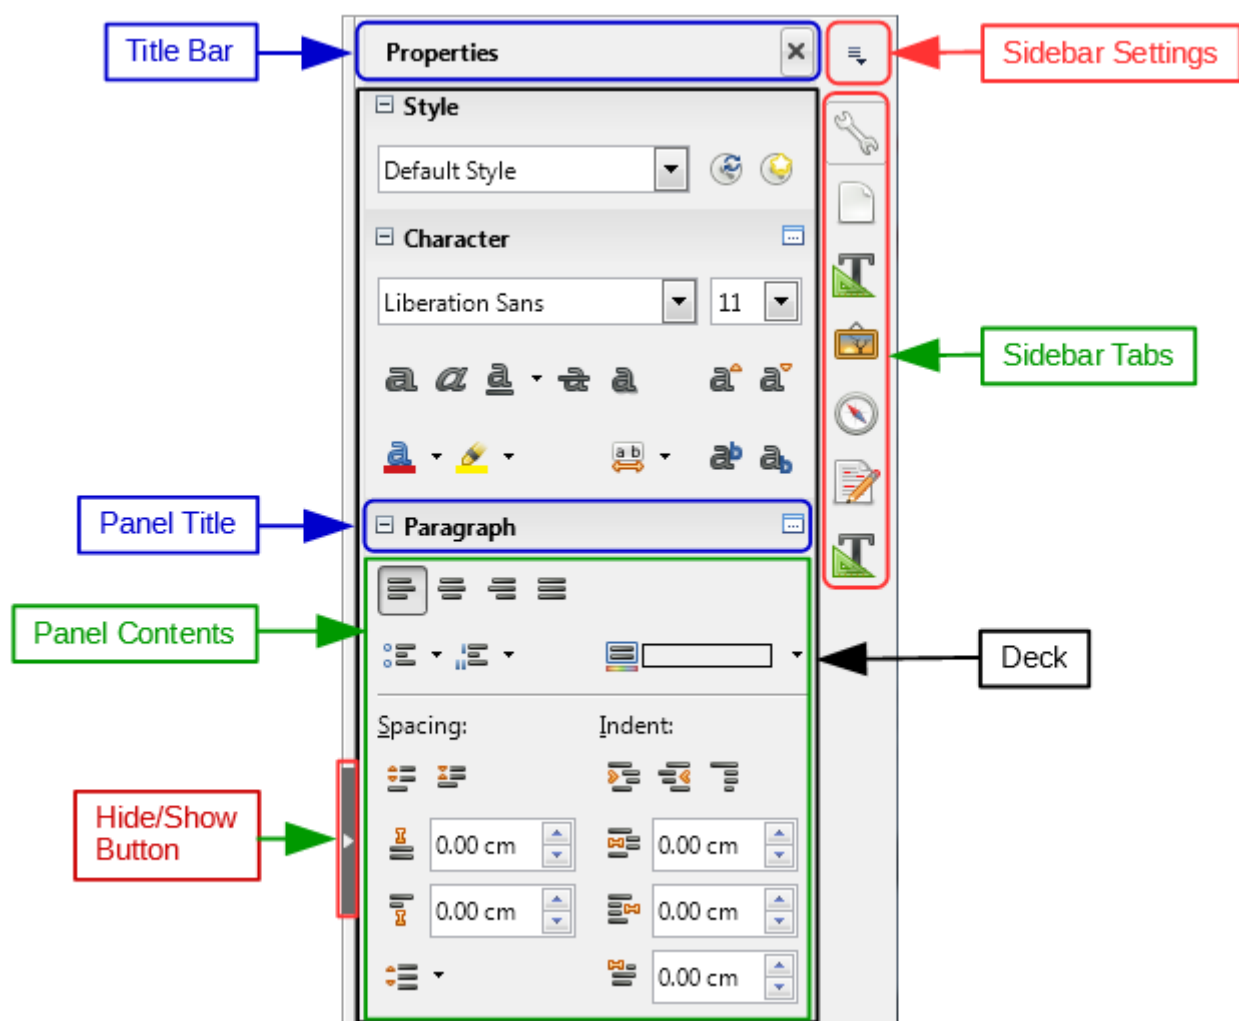 Title Bar
Properties
Sidebar Settings
Style
Default Style
Character
Liberation Sans
11
Sidebar Tabs
a a a a a a a
a a b a b a b
Panel Title
Paragraph
Panel Contents
Deck
Spacing:
Indent:
Hide/Show
Button
0.00 cm
0.00 cm
0.00 cm
0.00 cm
0.00 cm